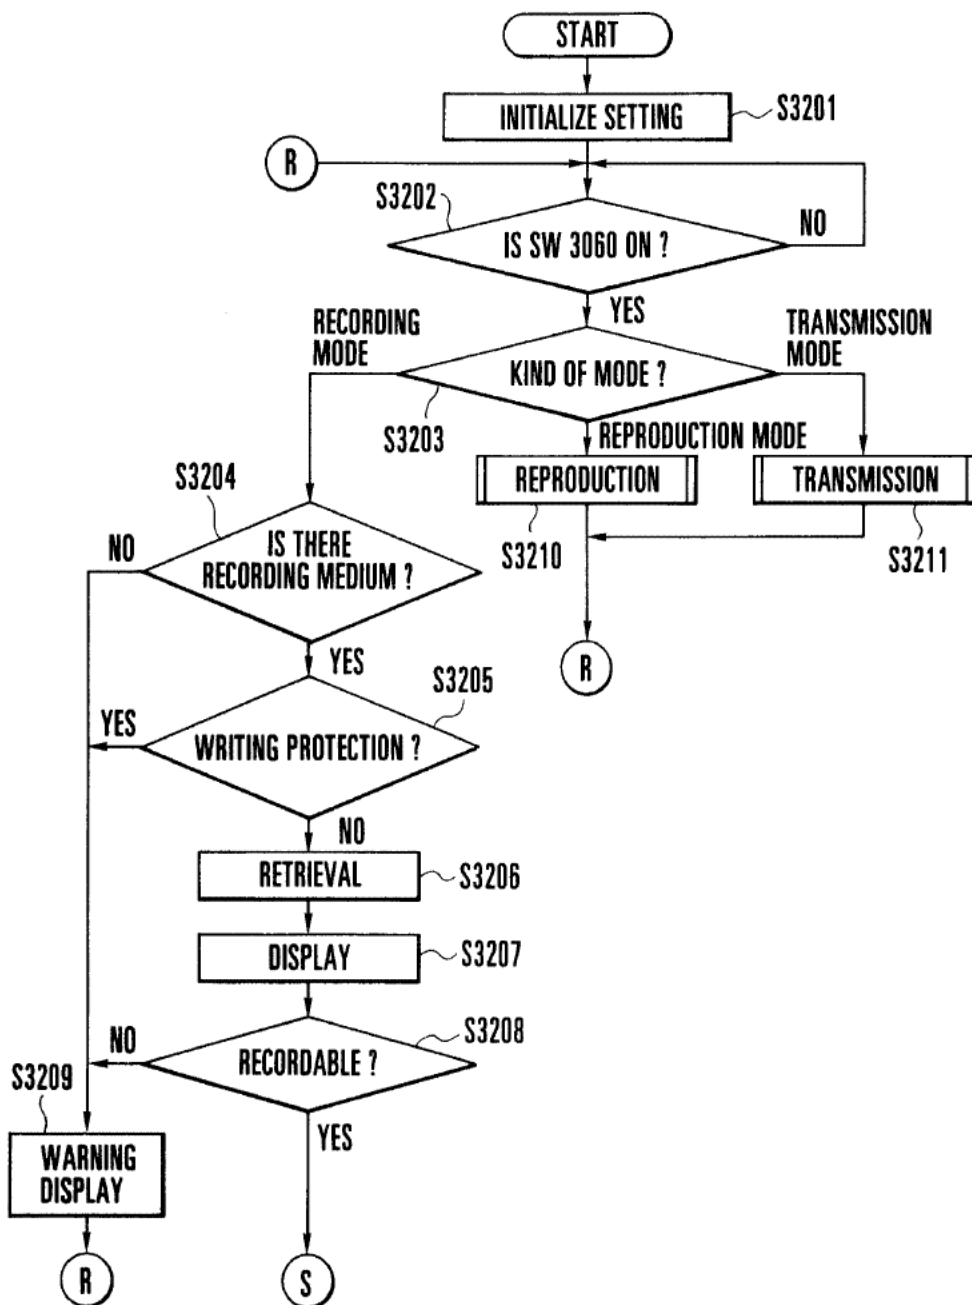 START
INITIALIZE SETTING
S3201
R
S3202
IS SW 3060 ON ?
NO
YES
RECORDING
MODE
TRANSMISSION
MODE
KIND OF MODE ?
S3203
REPRODUCTION MODE
S3204
REPRODUCTION
TRANSMISSION
S3210
S3211
NO
IS THERE
RECORDING MEDIUM ?
YES
R
S3205
YES
WRITING PROTECTION ?
NO
RETRIEVAL
S3206
DISPLAY
S3207
S3208
NO
RECORDABLE ?
S3209
YES
WARNING
DISPLAY
R
S